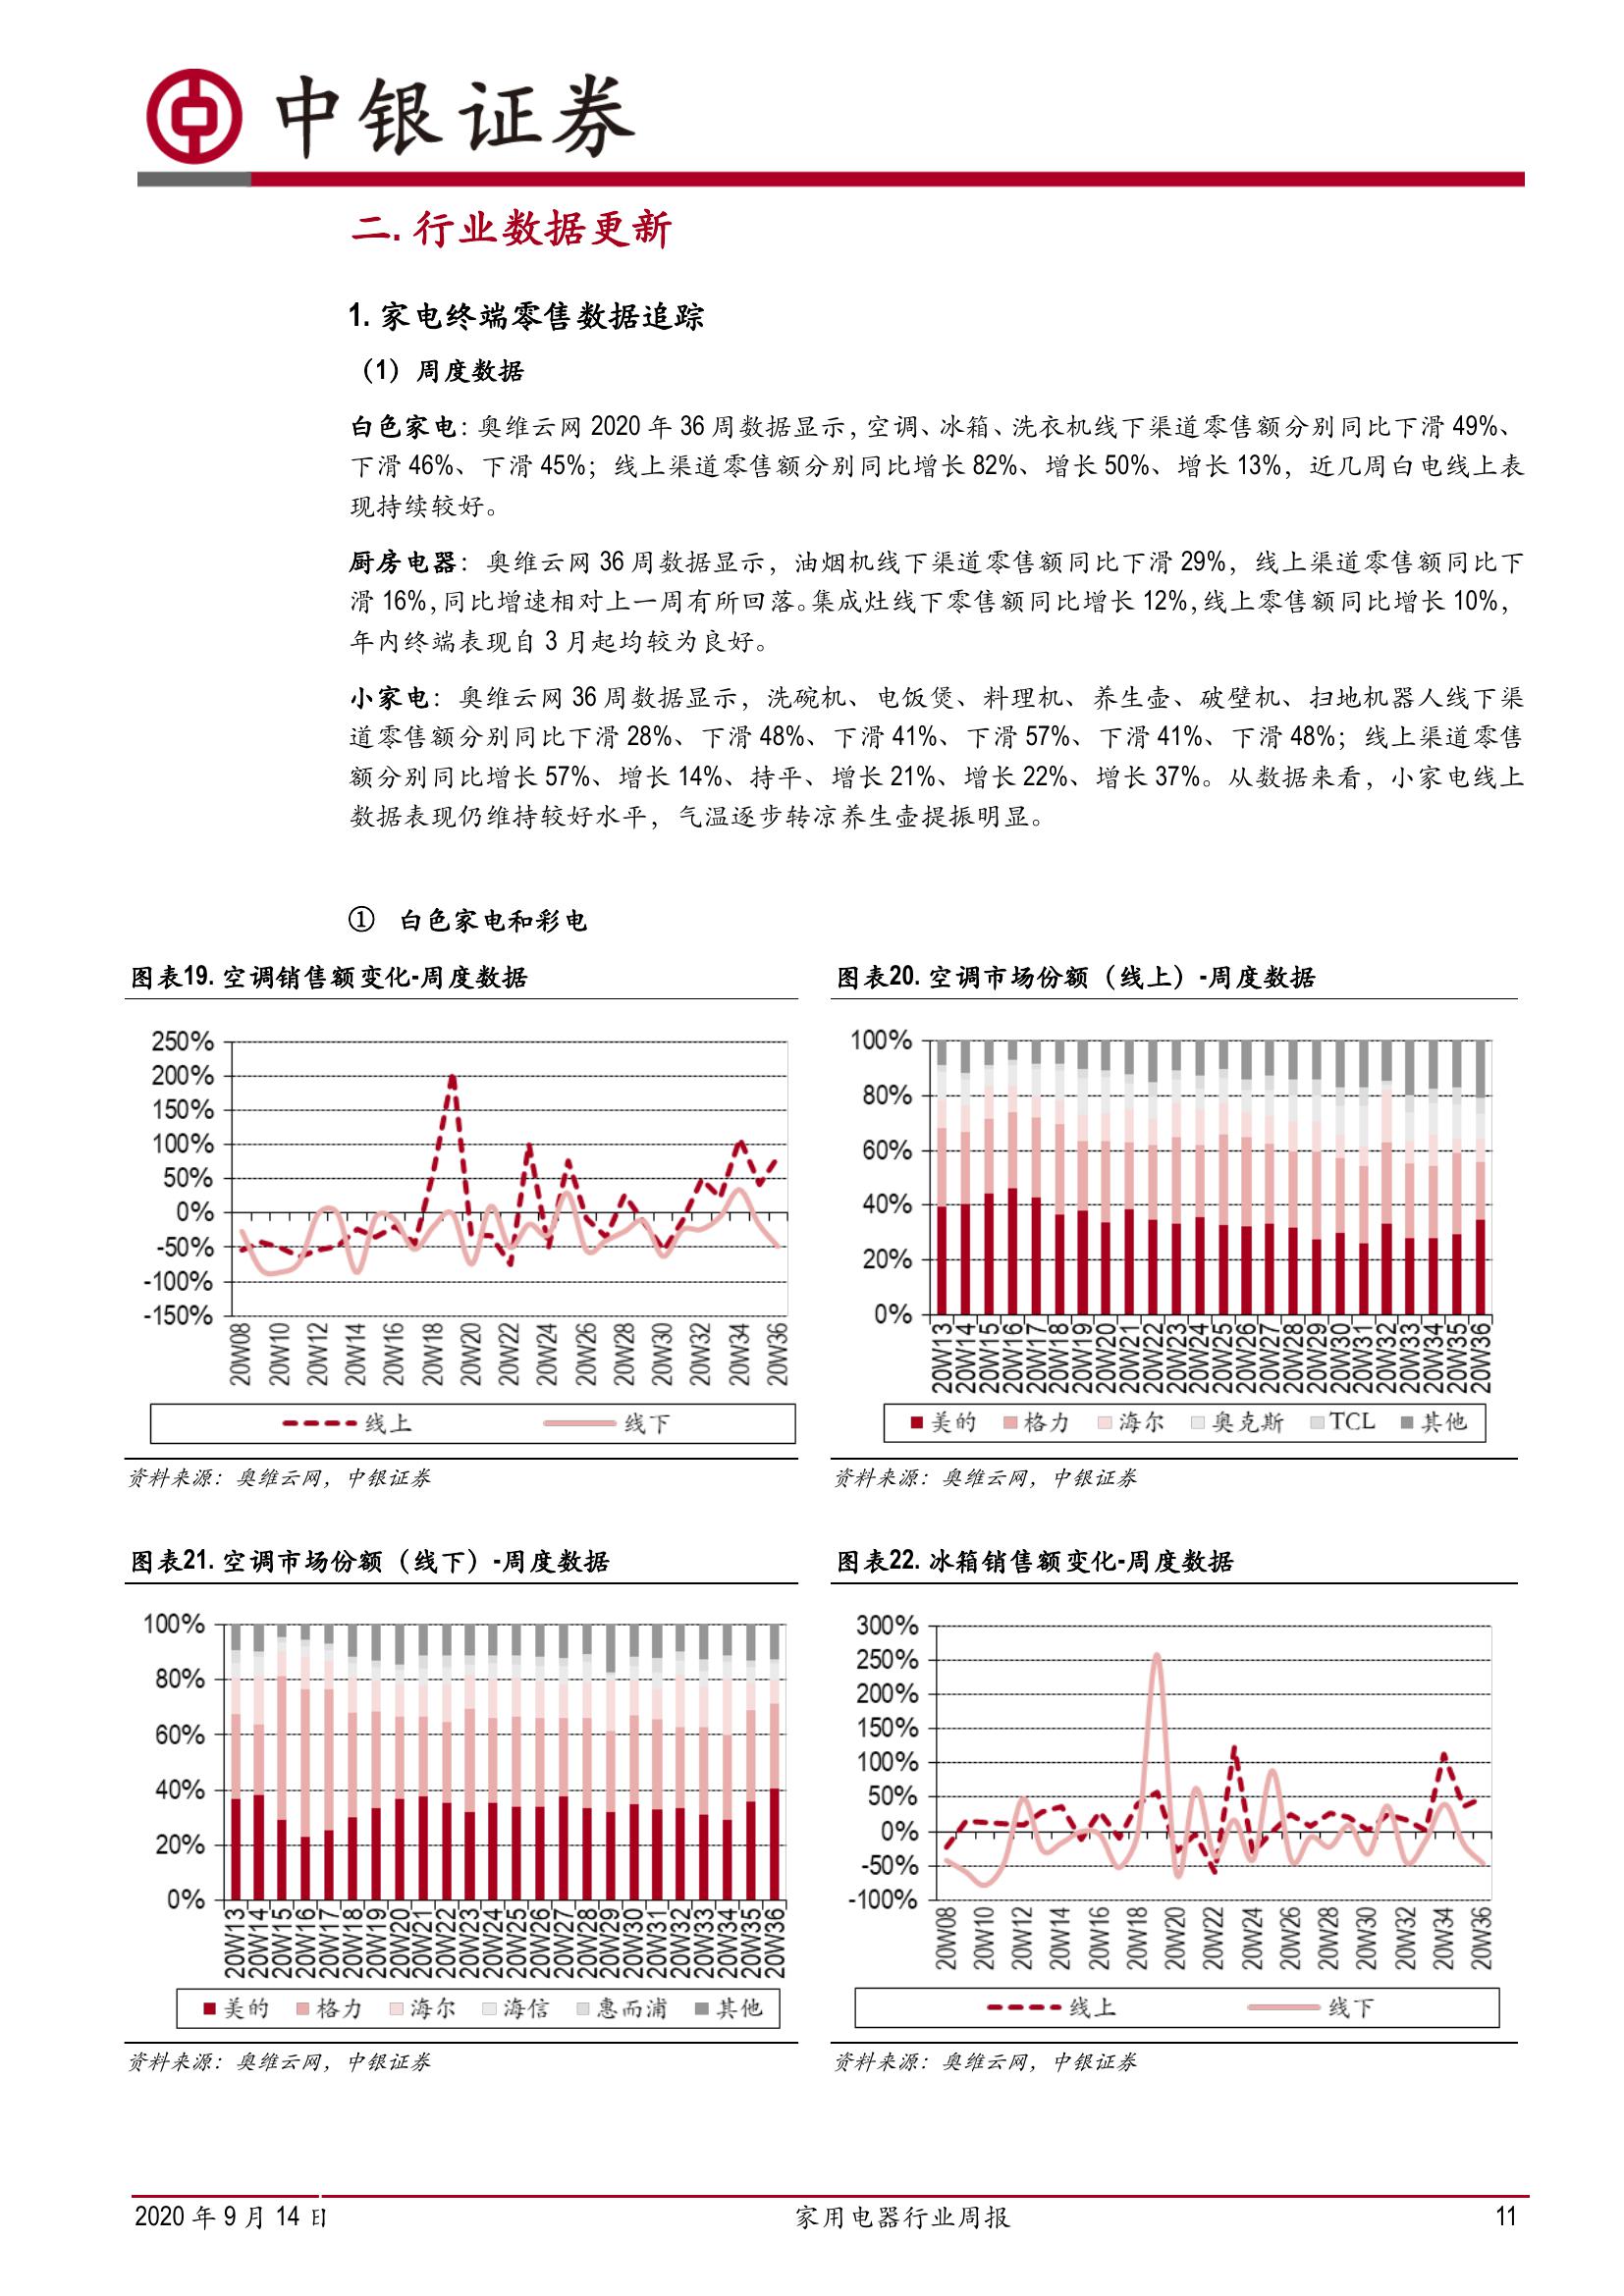 中银证券
二. 行业数据更新
1. 家电终端零售数据追踪
（1）周度数据
白色家电：奥维云网 2020 年 36 周数据显示，空调、冰箱、洗衣机线下渠道零售额分别同比下滑 49%、
下滑 46%、下滑 45%；线上渠道零售额分别同比增长 82%、增长 50%、增长 13%，近几周白电线上表
现持续较好。
厨房电器：奥维云网 36 周数据显示，油烟机线下渠道零售额同比下滑 29%，线上渠道零售额同比下
滑 16%，同比增速相对上一周有所回落。集成灶线下零售额同比增长 12%，线上零售额同比增长 10%，
年内终端表现自 3 月起均较为良好。
小家电：奥维云网 36 周数据显示，洗碗机、电饭煲、料理机、养生壶、破壁机、扫地机器人线下渠
道零售额分别同比下滑 28%、下滑 48%、下滑 41%、下滑 57%、下滑 41%、下滑 48%；线上渠道零售
额分别同比增长 57%、增长 14%、持平、增长 21%、增长 22%、增长 37%。从数据来看，小家电线上
数据表现仍维持较好水平，气温逐步转凉养生壶提振明显。
① 白色家电和彩电
图表19. 空调销售额变化-周度数据
250%
200%
150%
100%
50%
0%
-50%
-100%
-150%
20W08 20W10 20W12 20W14 20W16 20W18 20W20 20W22 20W24 20W26 20W28 20W30 20W32 20W34 20W36
线上 线下
资料来源：奥维云网，中银证券
图表20. 空调市场份额（线上）-周度数据
100%
80%
60%
40%
20%
0%
20W13 20W14 20W15 20W16 20W17 20W18 20W19 20W20 20W21 20W22 20W23 20W24 20W25 20W26 20W27 20W28 20W29 20W30 20W31 20W32 20W33 20W34 20W35 20W36
美的 格力 海尔 奥克斯 TCL 其他
资料来源：奥维云网，中银证券
图表21. 空调市场份额（线下）-周度数据
100%
80%
60%
40%
20%
0%
20W13 20W14 20W15 20W16 20W17 20W18 20W19 20W20 20W21 20W22 20W23 20W24 20W25 20W26 20W27 20W28 20W29 20W30 20W31 20W32 20W33 20W34 20W35 20W36
美的 格力 海尔 海信 惠而浦 其他
资料来源：奥维云网，中银证券
图表22. 冰箱销售额变化-周度数据
300%
250%
200%
150%
100%
50%
0%
-50%
-100%
20W08 20W10 20W12 20W14 20W16 20W18 20W20 20W22 20W24 20W26 20W28 20W30 20W32 20W34 20W36
线上 线下
资料来源：奥维云网，中银证券
2020 年 9 月 14 日 家用电器行业周报 11